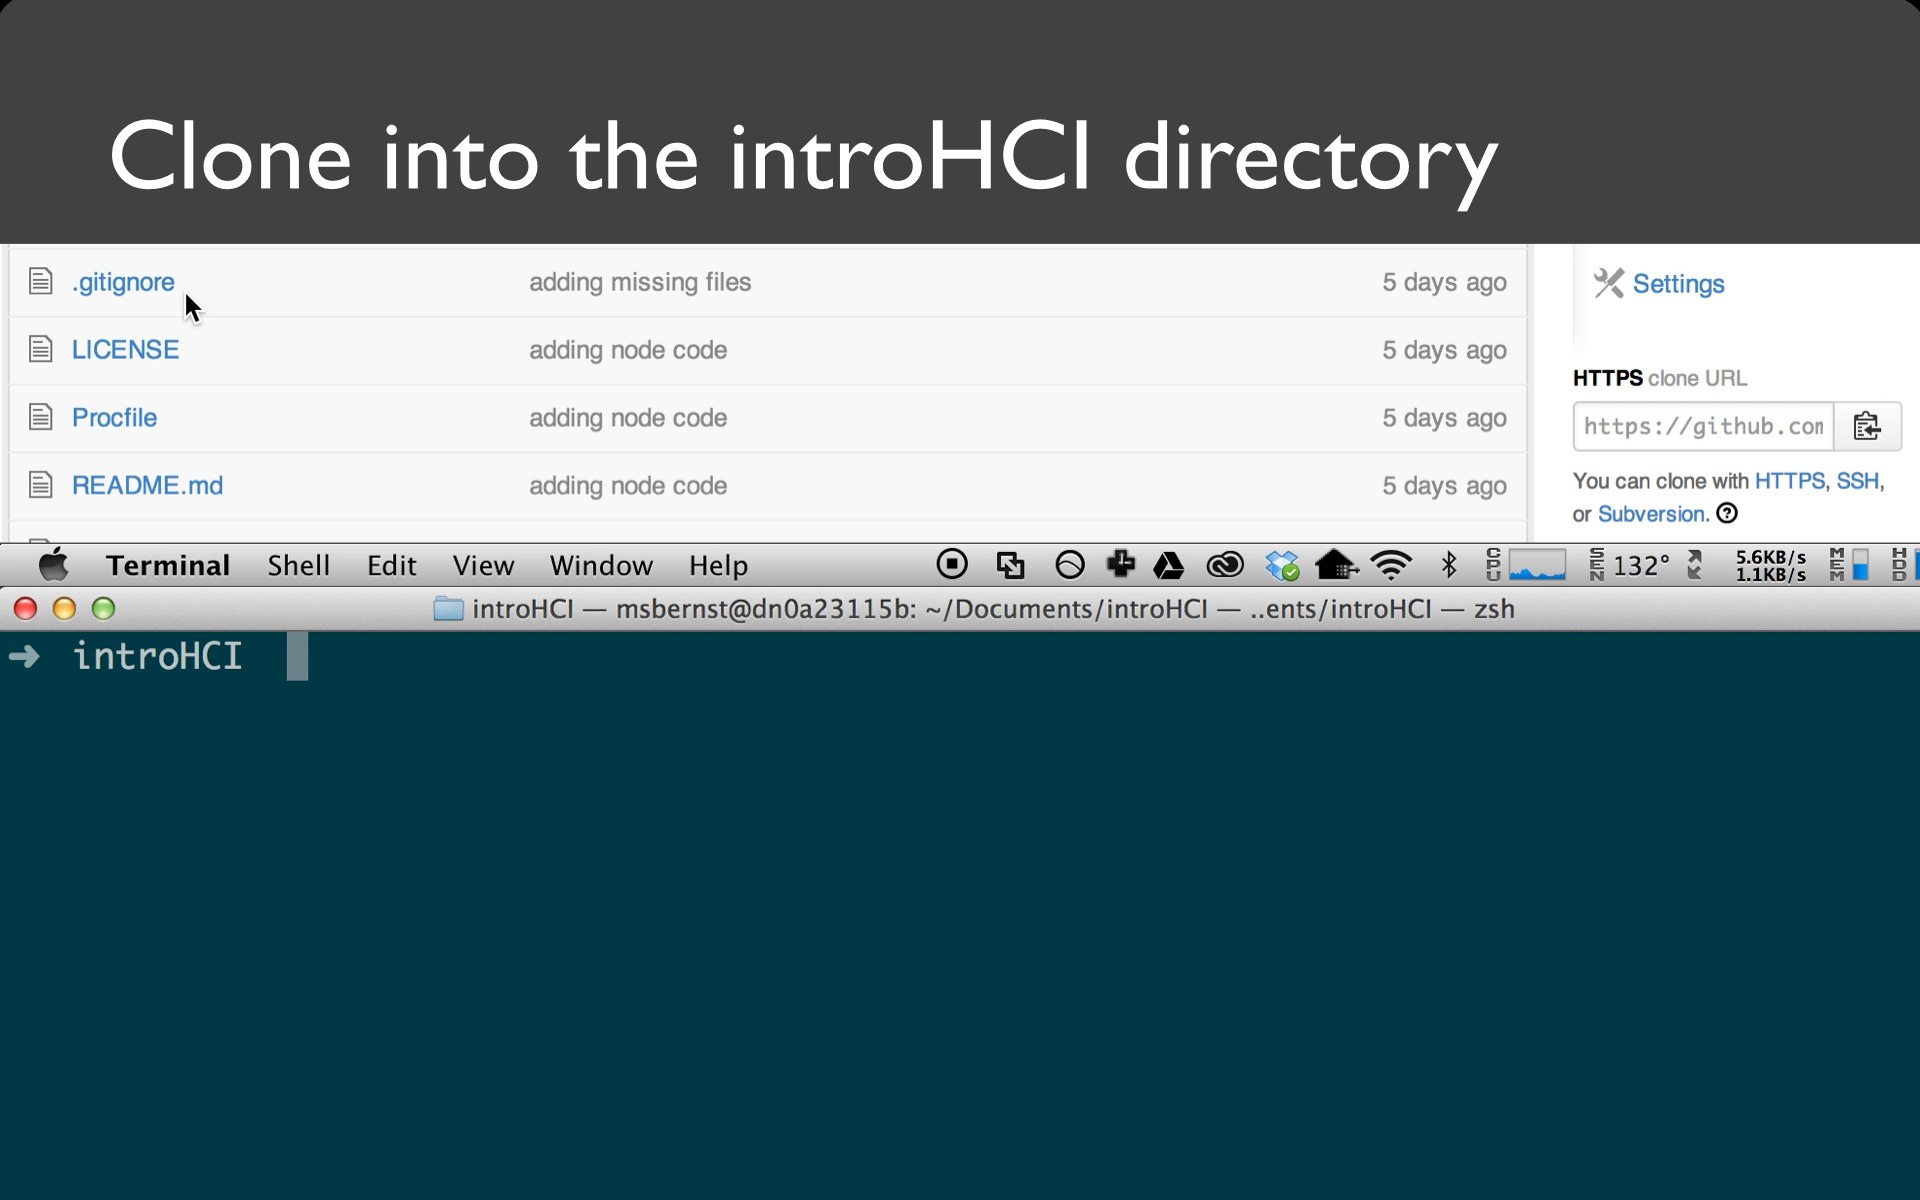 Clone into the introHCI directory
.gitignore adding missing files 5 days ago
LICENSE adding node code 5 days ago
Procfile adding node code 5 days ago
README.md adding node code 5 days ago
Settings
HTTPS clone URL
https://github.com
You can clone with HTTPS, SSH,
or Subversion.
Terminal Shell Edit View Window Help CPU SEN 132° 5.6KB/s 1.1KB/s MEM HDD
introHCI — msbernst@dn0a23115b: ~/Documents/introHCI — ..ents/introHCI — zsh
➜ introHCI